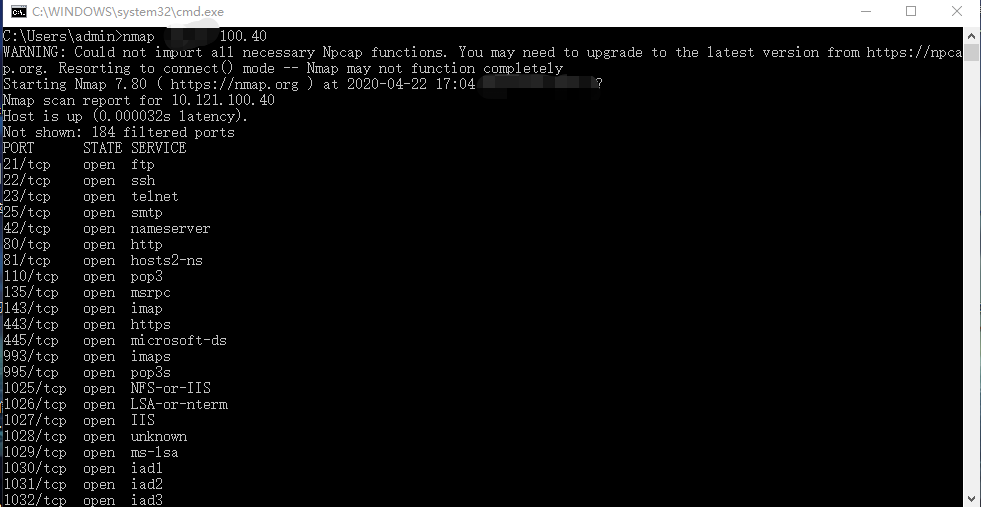 C:\WINDOWS\system32\cmd.exe
C:\Users\admin>nmap 100.40
WARNING: Could not import all necessary Npcap functions. You may need to upgrade to the latest version from https://npca
p.org. Resorting to connect() mode -- Nmap may not function completely
Starting Nmap 7.80 ( https://nmap.org ) at 2020-04-22 17:04 ?
Nmap scan report for 10.121.100.40
Host is up (0.000032s latency).
Not shown: 184 filtered ports
PORT     STATE SERVICE
21/tcp   open  ftp
22/tcp   open  ssh
23/tcp   open  telnet
25/tcp   open  smtp
42/tcp   open  nameserver
80/tcp   open  http
81/tcp   open  hosts2-ns
110/tcp  open  pop3
135/tcp  open  msrpc
143/tcp  open  imap
443/tcp  open  https
445/tcp  open  microsoft-ds
993/tcp  open  imaps
995/tcp  open  pop3s
1025/tcp  open  NFS-or-IIS
1026/tcp  open  LSA-or-nterm
1027/tcp  open  IIS
1028/tcp  open  unknown
1029/tcp  open  ms-lsa
1030/tcp  open  iad1
1031/tcp  open  iad2
1032/tcp  open  iad3